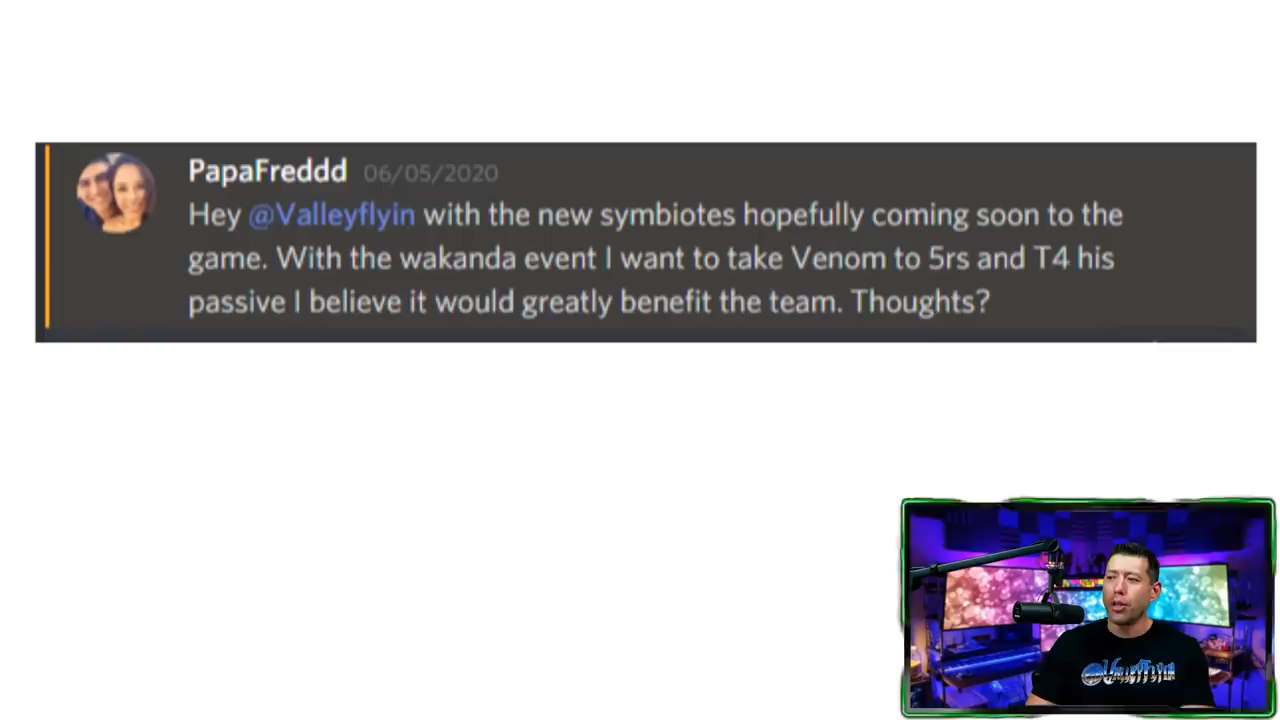 PapaFreddd 06/05/2020
Hey @Valleyflyin with the new symbiotes hopefully coming soon to the
game. With the wakanda event I want to take Venom to 5rs and T4 his
passive I believe it would greatly benefit the team. Thoughts?
VALLEYFLYER